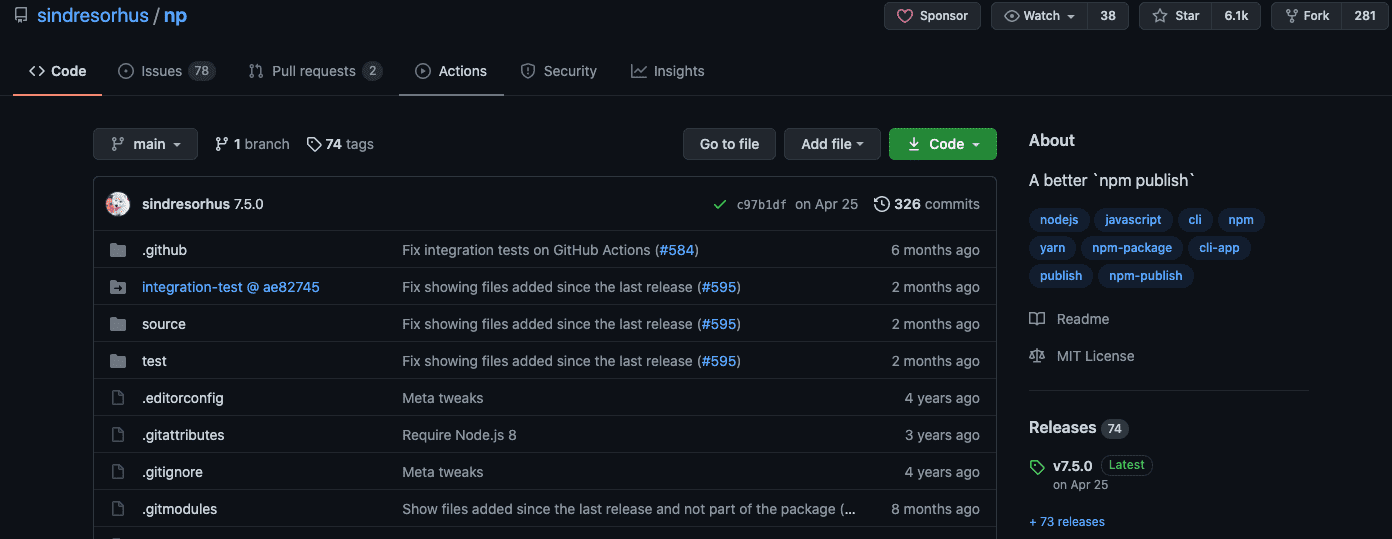 sindresorhus / np
Sponsor Watch 38 Star 6.1k Fork 281
Code Issues 78 Pull requests 2 Actions Security Insights
main 1 branch 74 tags Go to file Add file Code
sindresorhus 7.5.0 c97b1df on Apr 25 326 commits
.github Fix integration tests on GitHub Actions (#584) 6 months ago
integration-test @ ae82745 Fix showing files added since the last release (#595) 2 months ago
source Fix showing files added since the last release (#595) 2 months ago
test Fix showing files added since the last release (#595) 2 months ago
.editorconfig Meta tweaks 4 years ago
.gitattributes Require Node.js 8 3 years ago
.gitignore Meta tweaks 4 years ago
.gitmodules Show files added since the last release and not part of the package (... 8 months ago
About
A better `npm publish`
nodejs javascript cli npm
yarn npm-package cli-app
publish npm-publish
Readme
MIT License
Releases 74
v7.5.0 Latest
on Apr 25
+ 73 releases